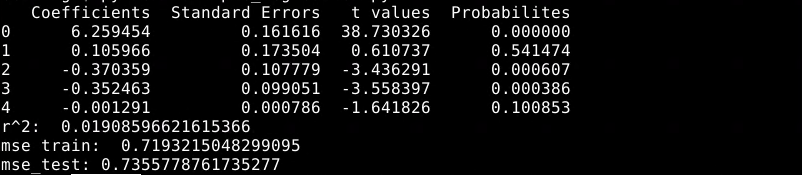 Coefficients Standard Errors t values Probabilites
0 6.259454 0.161616 38.730326 0.000000
1 0.105966 0.173504 0.610737 0.541474
2 -0.370359 0.107779 -3.436291 0.000607
3 -0.352463 0.099051 -3.558397 0.000386
4 -0.001291 0.000786 -1.641826 0.100853
r^2: 0.01908596621615366
mse train: 0.7193215048299095
mse_test: 0.7355778761735277